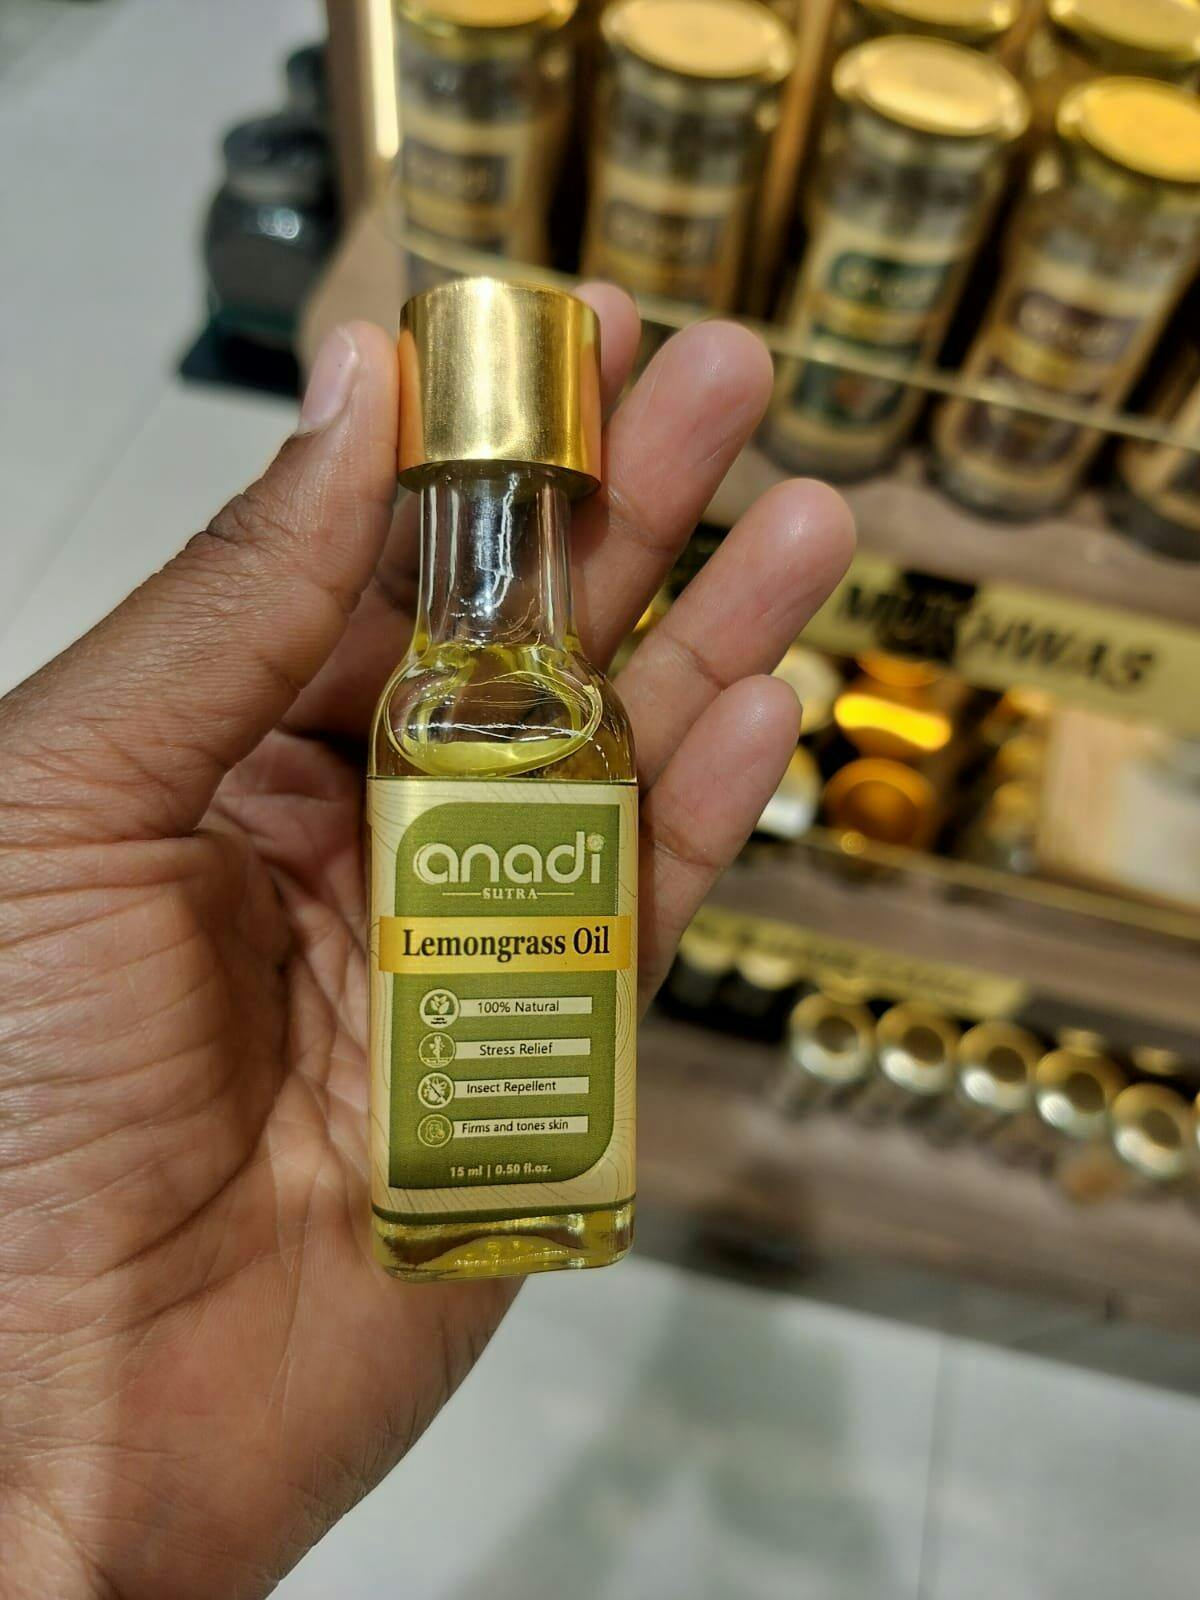 anadi
SUTRA
Lemongrass Oil
100% Natural
Stress Relief
Insect Repellent
Firms and tones skin
15 ml | 0.50 fl.oz.